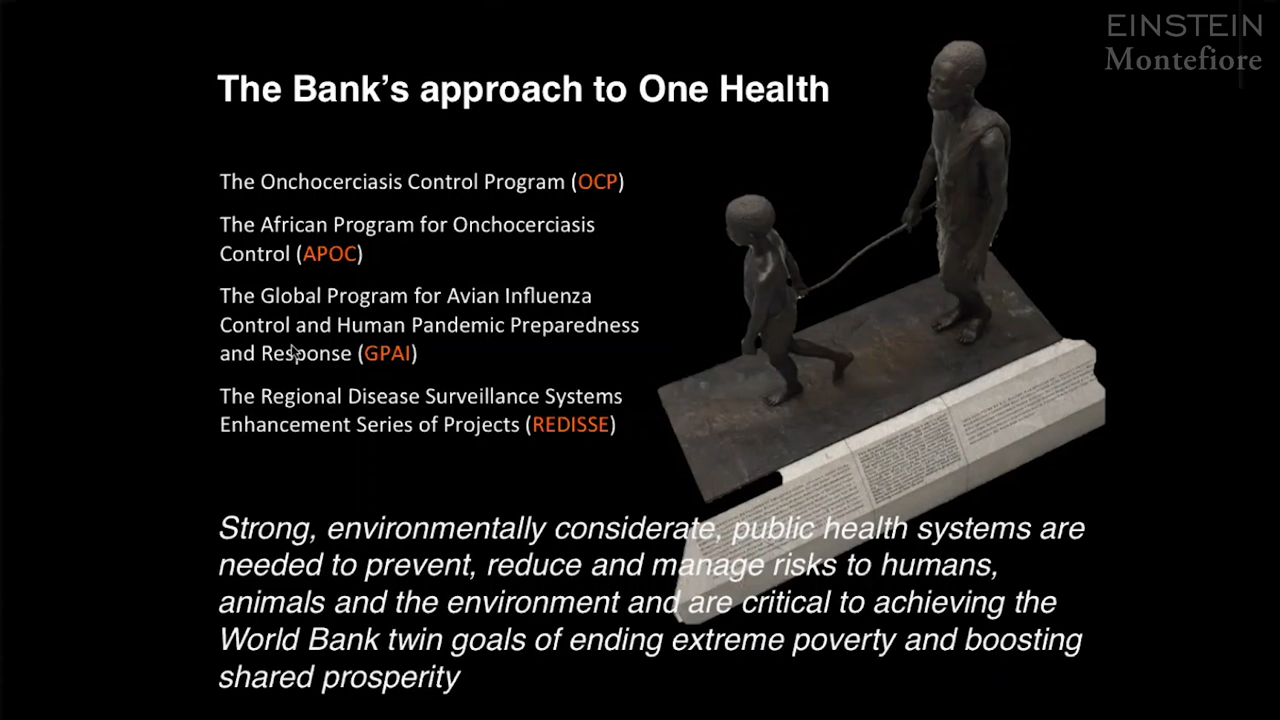 EINSTEIN
Montefiore
The Bank's approach to One Health
The Onchocerciasis Control Program (OCP)
The African Program for Onchocerciasis
Control (APOC)
The Global Program for Avian Influenza
Control and Human Pandemic Preparedness
and Response (GPAI)
The Regional Disease Surveillance Systems
Enhancement Series of Projects (REDISSE)
Strong, environmentally considerate, public health systems are
needed to prevent, reduce and manage risks to humans,
animals and the environment and are critical to achieving the
World Bank twin goals of ending extreme poverty and boosting
shared prosperity